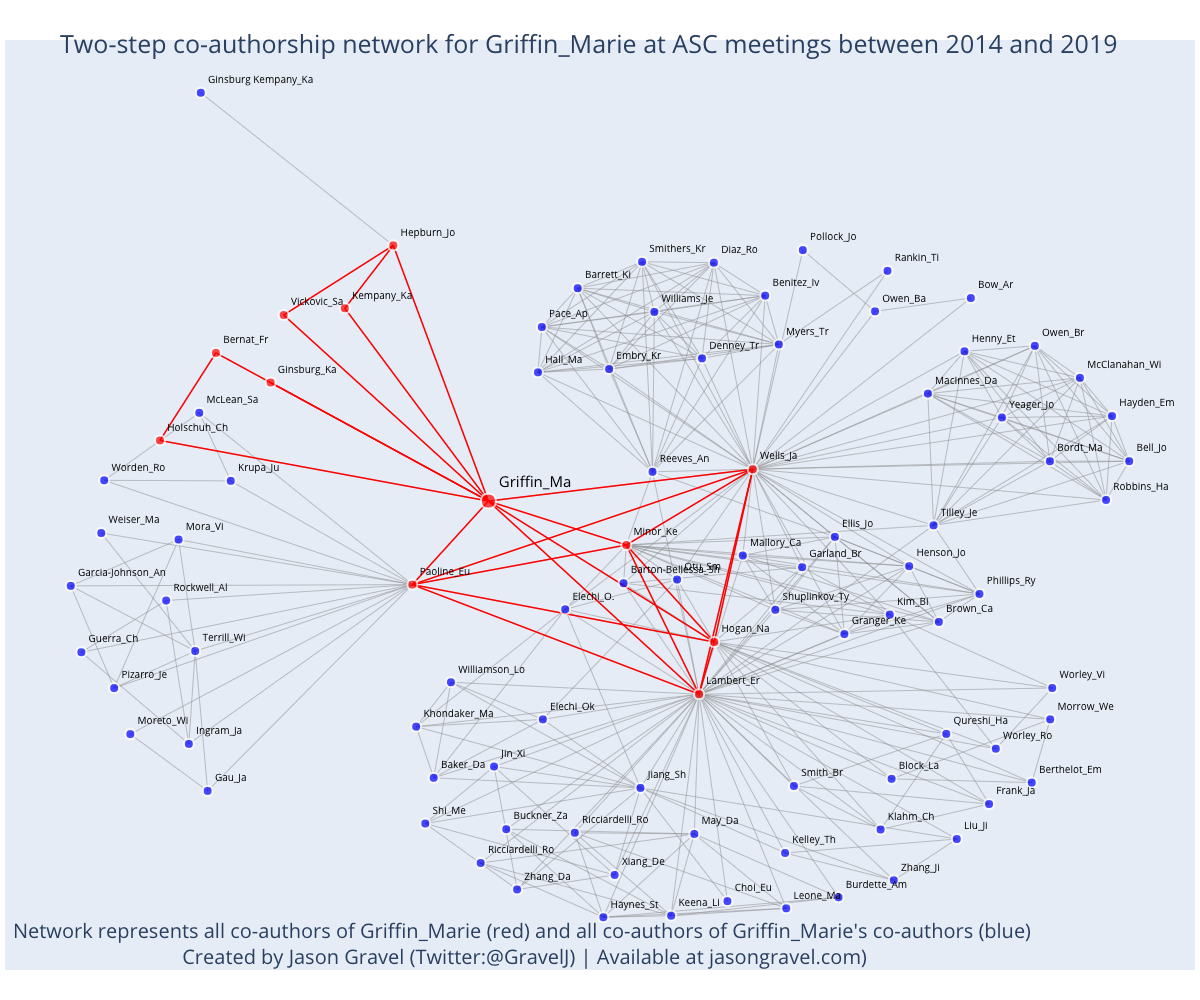 Two-step co-authorship network for Griffin_Marie at ASC meetings between 2014 and 2019
Ginsburg Kempany_Ka
Hepburn_Jo
Pollock_Jo
Smithers_Kr
Diaz_Ro
Rankin_Ti
Barrett_Ki
Benitez_Iv
Bow_Ar
Vickovic_Sa
Kempany_Ka
Williams_Je
Owen_Ba
Pace_Ap
Myers_Tr
Bernat_Fr
Henny_Et
Owen_Br
Denney_Tr
Hall_Ma
Embry_Kr
McClanahan_Wi
Ginsburg_Ka
Macinnes_Da
McLean_Sa
Yeager_Jo
Hayden_Em
Holschuh_Ch
Bordt_Ma
Bell_Jo
Worden_Ro
Krupa_Ju
Reeves_An
Wells_Ja
Griffin_Ma
Robbins_Ha
Tilley_Je
Weiser_Ma
Mora_Vi
Minor_Ke
Ellis_Jo
Mallory_Ca
Garland_Br
Henson_Jo
Garcia-Johnson_An
Paoline_Eu
Barton-Bellessa_Sh
Otu_Sm
Phillips_Ry
Rockwell_Al
Elechi_O.
Shuplinkov_Ty
Kim_Bi
Brown_Ca
Guerra_Ch
Terrill_Wi
Hogan_Na
Granger_Ke
Pizarro_Je
Williamson_Lo
Lambert_Er
Worley_Vi
Moreto_Wi
Ingram_Ja
Khondaker_Ma
Elechi_Ok
Qureshi_Ha
Morrow_We
Worley_Ro
Gau_Ja
Baker_Da
Jin_Xi
Jiang_Sh
Smith_Br
Block_La
Berthelot_Em
Frank_Ja
Shi_Me
Buckner_Za
Ricciardelli_Ro
May_Da
Klahm_Ch
Liu_Ji
Ricciardelli_Ro
Xiang_De
Kelley_Th
Zhang_Ji
Zhang_Da
Choi_Eu
Burdette_Am
Haynes_St
Keena_Li
Leone_Ma
Network represents all co-authors of Griffin_Marie (red) and all co-authors of Griffin_Marie's co-authors (blue)
Created by Jason Gravel (Twitter:@GravelJ) | Available at jasongravel.com)